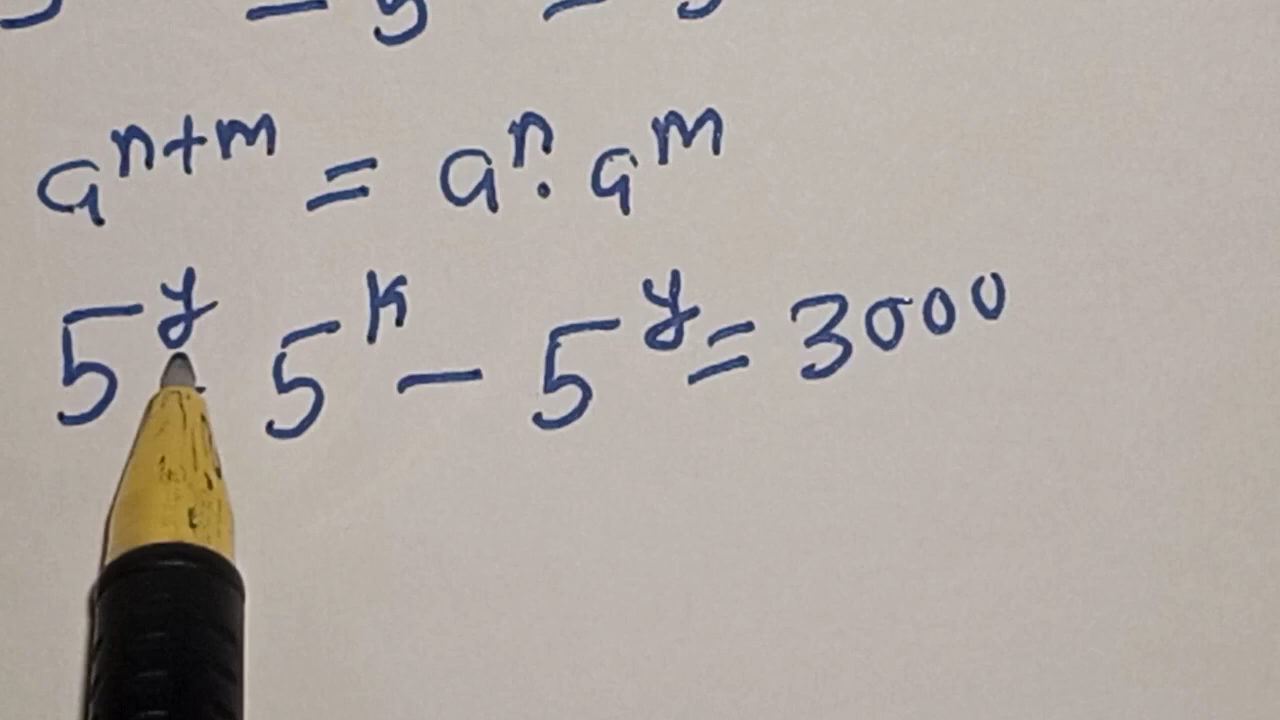 a^{n+m} = a^n · a^m
5^y · 5^k - 5^y = 3000